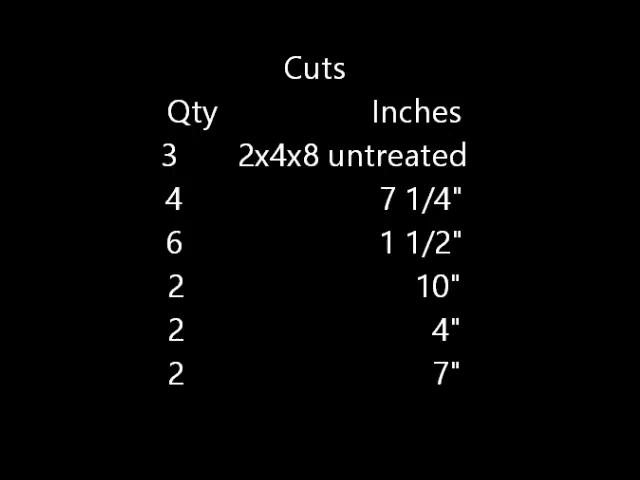 Cuts
Qty Inches
3 2x4x8 untreated
4 7 1/4"
6 1 1/2"
2 10"
2 4"
2 7"